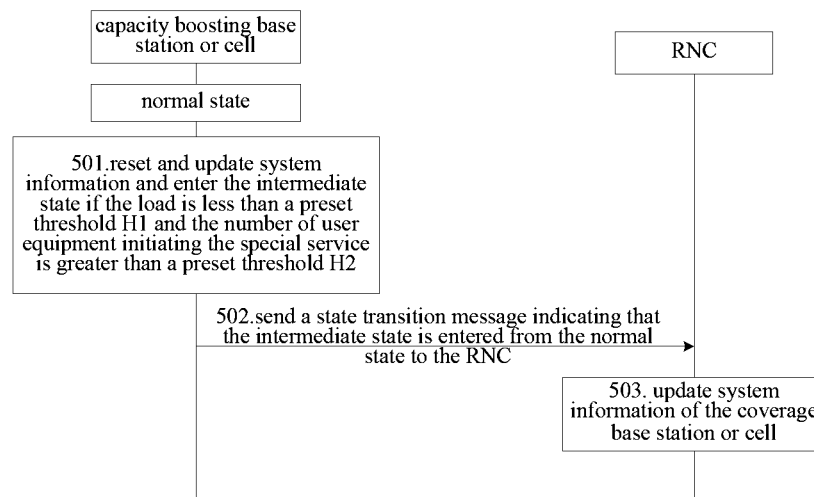 capacity boosting base
station or cell
RNC
normal state
501.reset and update system
information and enter the intermediate
state if the load is less than a preset
threshold H1 and the number of user
equipment initiating the special service
is greater than a preset threshold H2
502.send a state transition message indicating that
the intermediate state is entered from the normal
state to the RNC
503. update system
information of the coverage
base station or cell